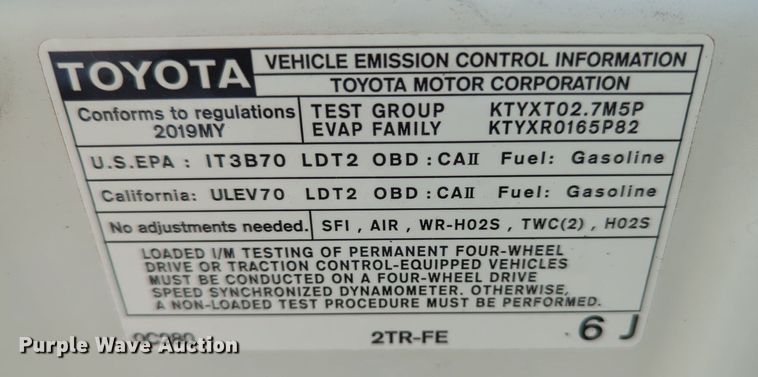 TOYOTA
VEHICLE EMISSION CONTROL INFORMATION
TOYOTA MOTOR CORPORATION
Conforms to regulations
2019MY
TEST GROUP KTYXT02.7M5P
EVAP FAMILY KTYXR0165P82
U.S.EPA : IT3B70 LDT2 OBD : CAII Fuel: Gasoline
California: ULEV70 LDT2 OBD : CAII Fuel: Gasoline
No adjustments needed.
SFI , AIR , WR-HO2S , TWC(2) , HO2S
LOADED I/M TESTING OF PERMANENT FOUR-WHEEL
DRIVE OR TRACTION CONTROL-EQUIPPED VEHICLES
MUST BE CONDUCTED ON A FOUR-WHEEL DRIVE
SPEED SYNCHRONIZED DYNAMOMETER. OTHERWISE,
A NON-LOADED TEST PROCEDURE MUST BE PERFORMED.
2TR-FE
6 J
Purple Wave Auction